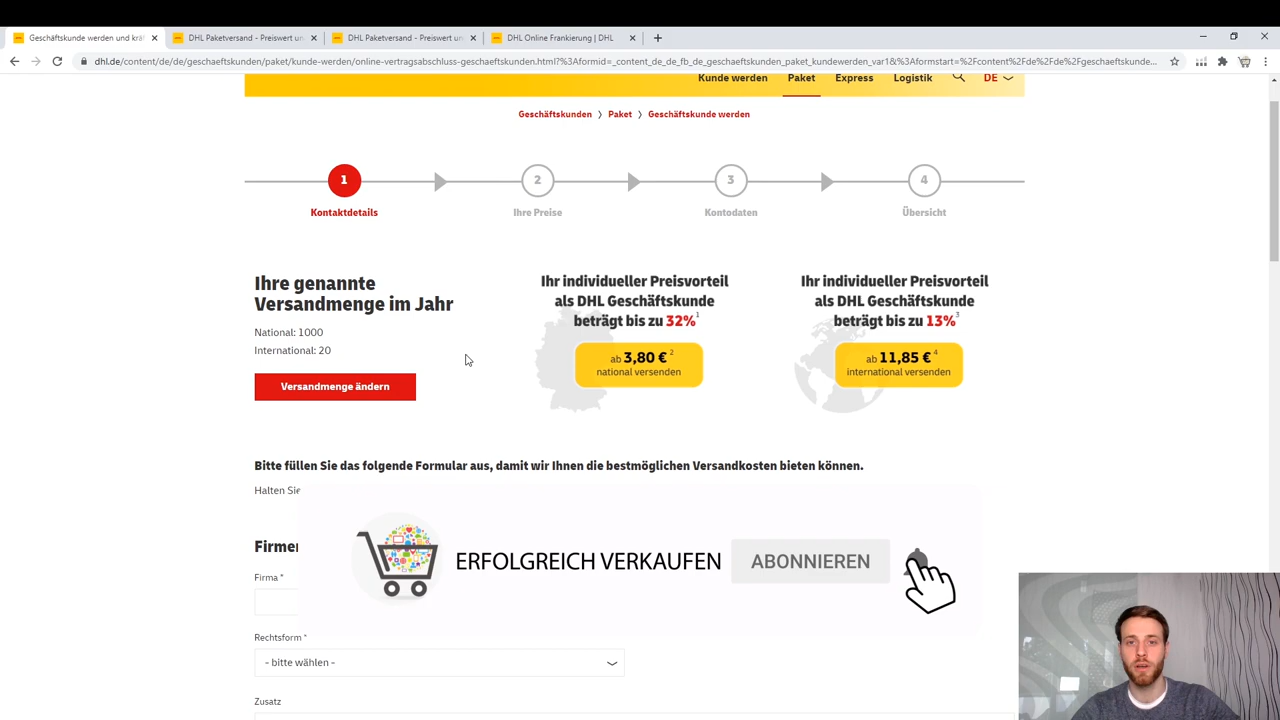 Geschäftskunde werden und krä
DHL Paketversand - Preiswert un
DHL Paketversand - Preiswert un
DHL Online Frankierung | DHL
dhl.de/content/de/de/geschaeftskunden/paket/kunde-werden/online-vertragsabschluss-geschaeftskunden.html?%3Aformid=_content_de_de_fb_de_geschaeftskunden_paket_kundewerden_var1&%3Aformstart=%2Fcontent%2Fde%2Fde%2Fgeschaeftskunde...
Kunde werden Paket Express Logistik DE
Geschäftskunden > Paket > Geschäftskunde werden
1 2 3 4
Kontaktdetails Ihre Preise Kontodaten Übersicht
Ihre genannte
Versandmenge im Jahr
National: 1000
International: 20
Versandmenge ändern
Ihr individueller Preisvorteil
als DHL Geschäftskunde
beträgt bis zu 32% 1
ab 3,80 € 2
national versenden
Ihr individueller Preisvorteil
als DHL Geschäftskunde
beträgt bis zu 13% 3
ab 11,85 € 4
international versenden
Bitte füllen Sie das folgende Formular aus, damit wir Ihnen die bestmöglichen Versandkosten bieten können.
Halten Sie
ERFOLGREICH VERKAUFEN ABONNIEREN
Firmen
Firma *
Rechtsform *
- bitte wählen -
Zusatz